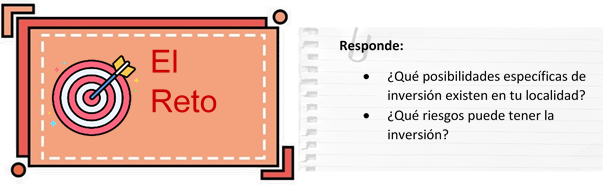 El
Reto
Responde:
• ¿Qué posibilidades específicas de
inversión existen en tu localidad?
• ¿Qué riesgos puede tener la
inversión?